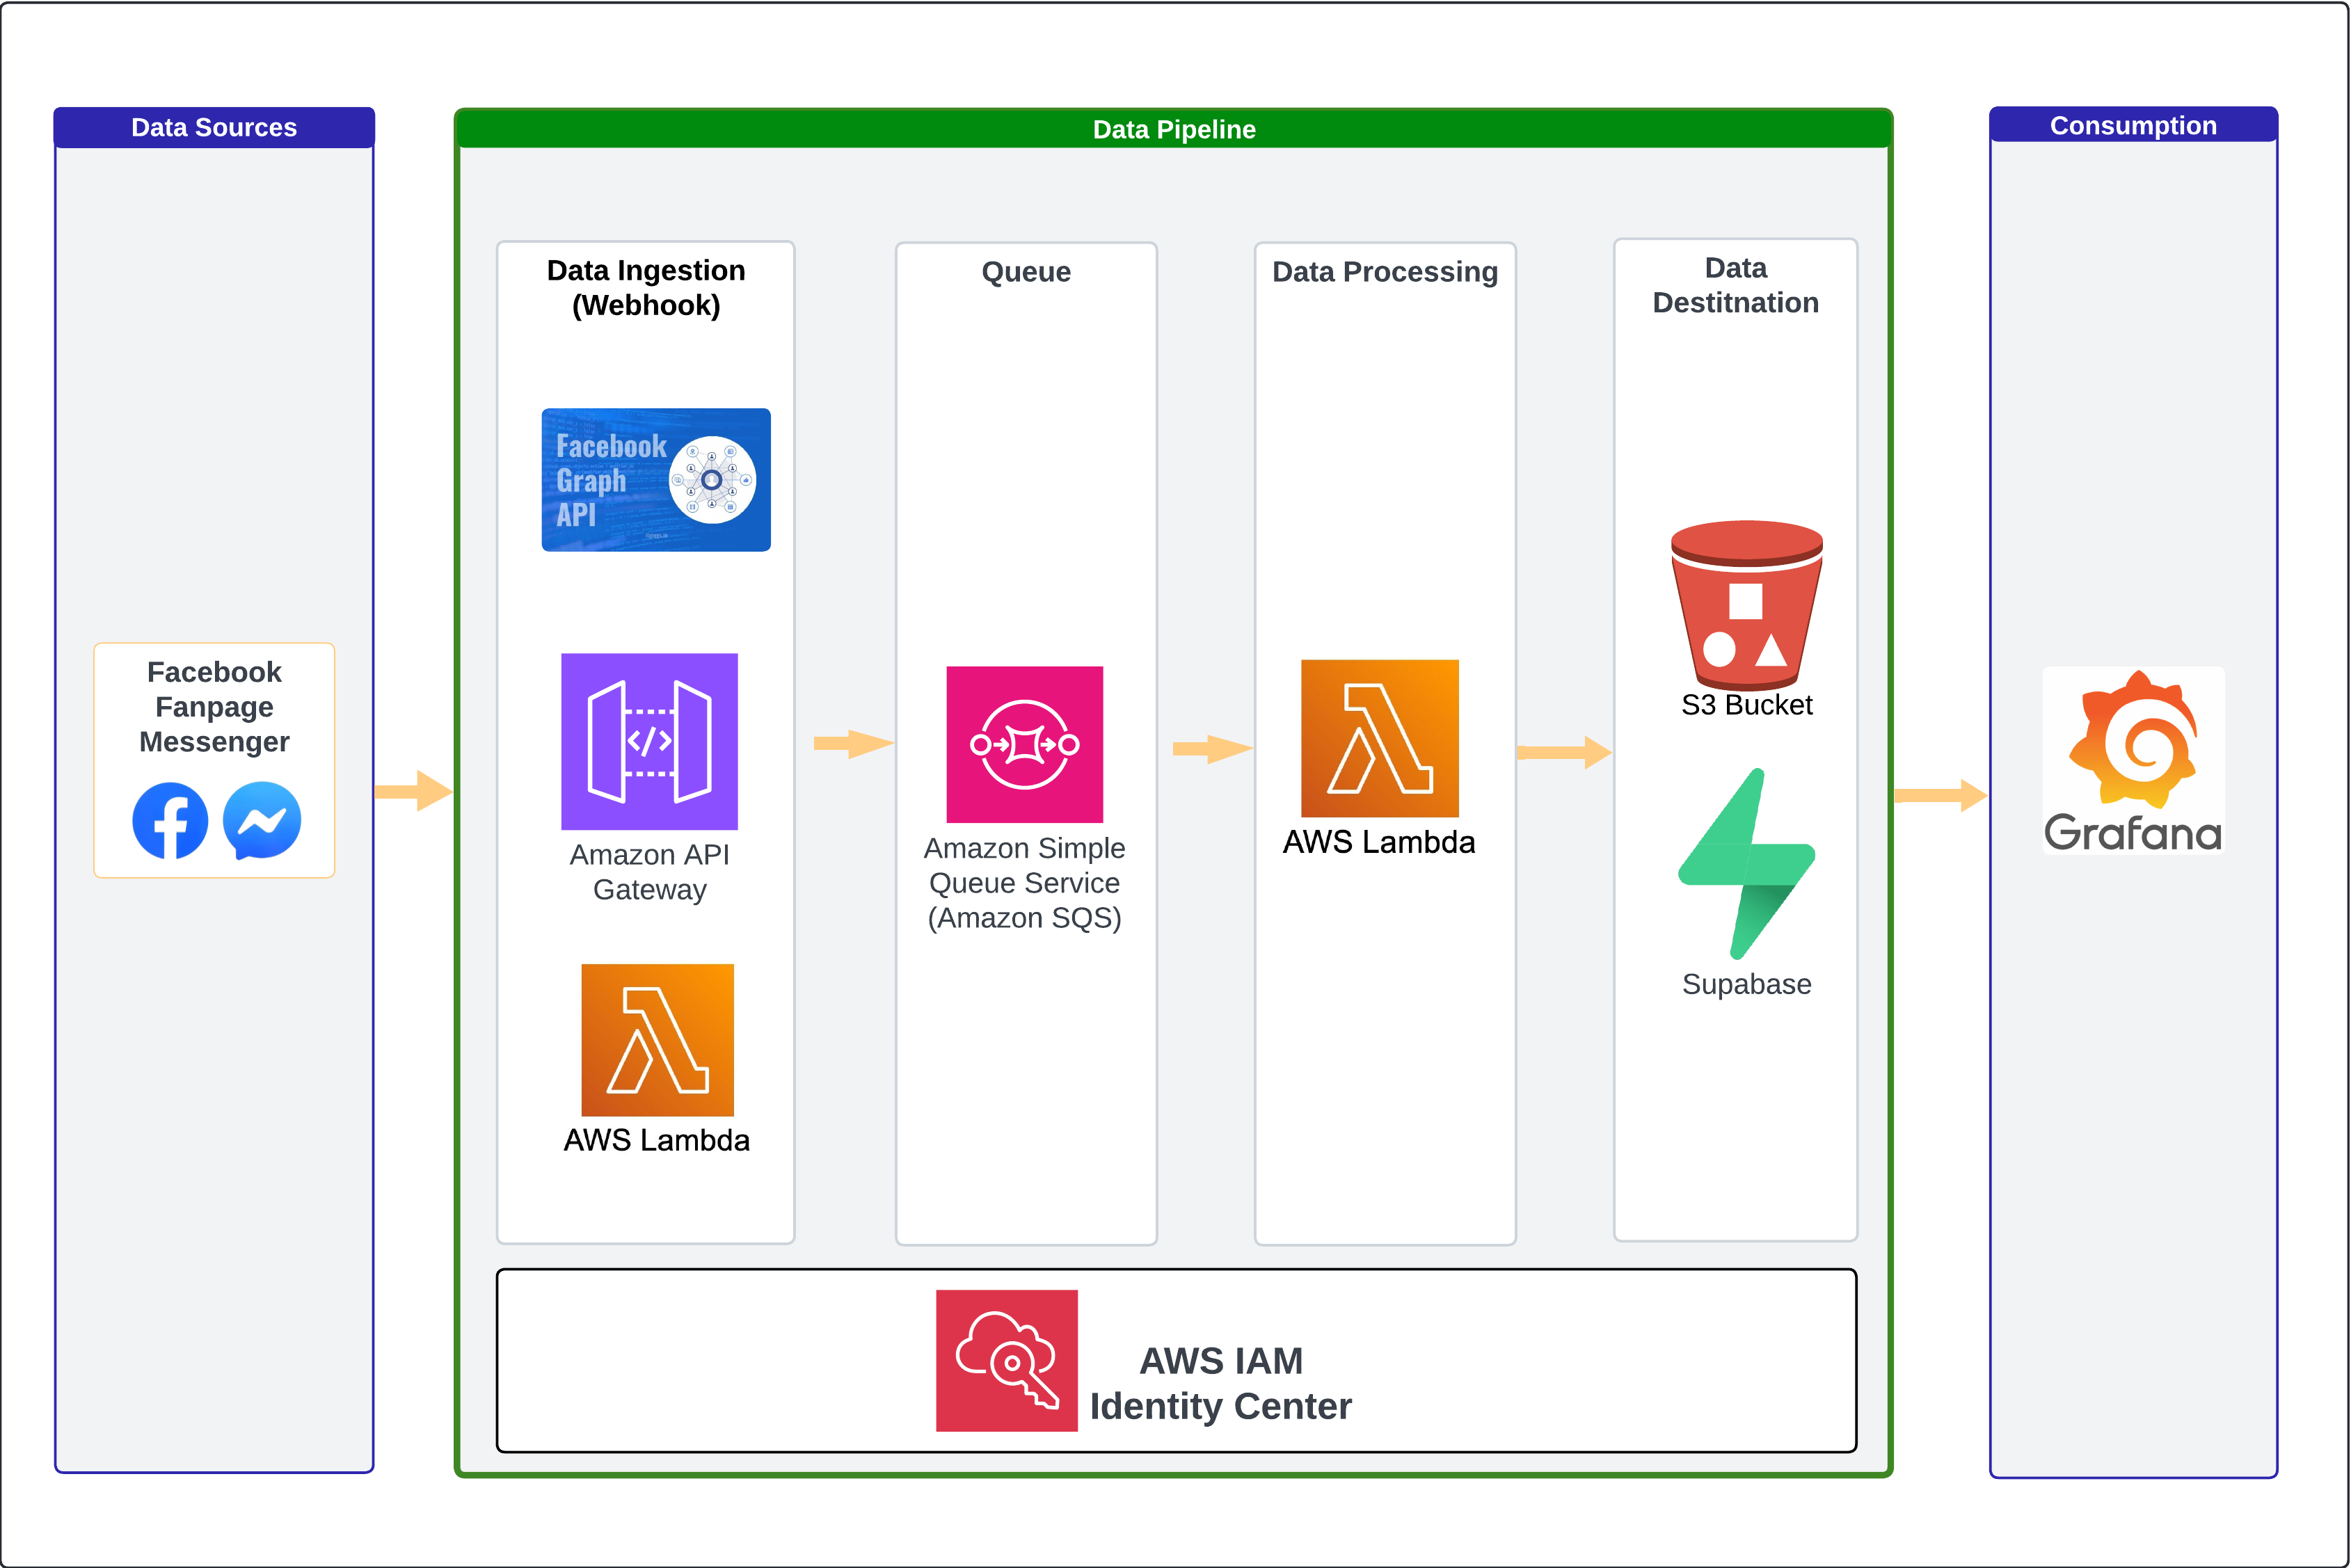 Data Sources
Facebook
Fanpage
Messenger
Data Pipeline
Data Ingestion
(Webhook)
Facebook
Graph
API
Amazon API
Gateway
AWS Lambda
Queue
Amazon Simple
Queue Service
(Amazon SQS)
Data Processing
AWS Lambda
Data
Destitnation
S3 Bucket
Supabase
AWS IAM
Identity Center
Consumption
Grafana